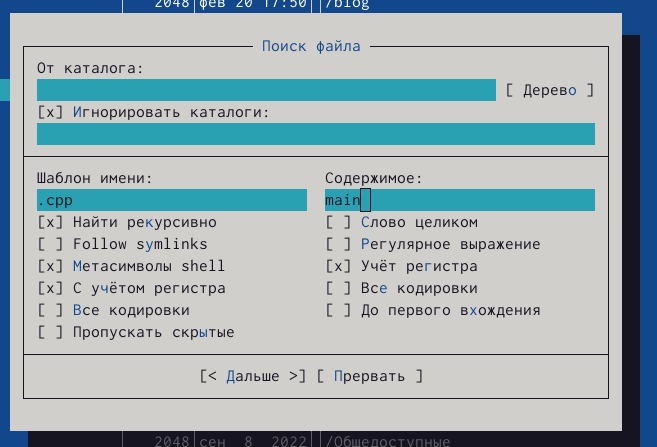 2048 фев 20 17:50 /blog
Поиск файла
От каталога:
[ Дерево ]
[x] Игнорировать каталоги:
Шаблон имени: Содержимое:
.cpp main
[x] Найти рекурсивно [ ] Слово целиком
[ ] Follow symlinks [ ] Регулярное выражение
[x] Метасимволы shell [x] Учёт регистра
[x] С учётом регистра [ ] Все кодировки
[ ] Все кодировки [ ] До первого вхождения
[ ] Пропускать скрытые
[< Дальше >] [ Прервать ]
2048 сен 8 2022 /Общедоступные